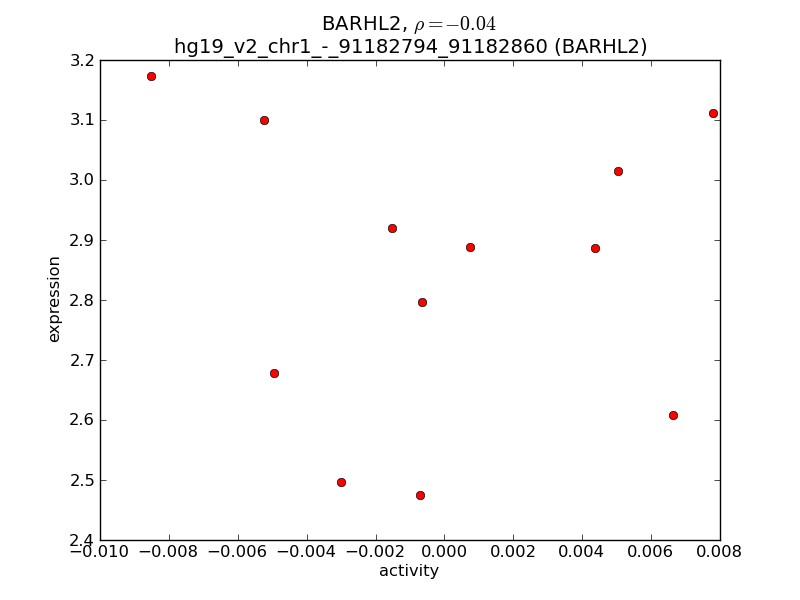 BARHL2, ρ = −0.04
hg19_v2_chr1_-_91182794_91182860 (BARHL2)
3.2
3.1
3.0
2.9
2.8
2.7
2.6
2.5
2.4
expression
−0.010 −0.008 −0.006 −0.004 −0.002 0.000 0.002 0.004 0.006 0.008
activity